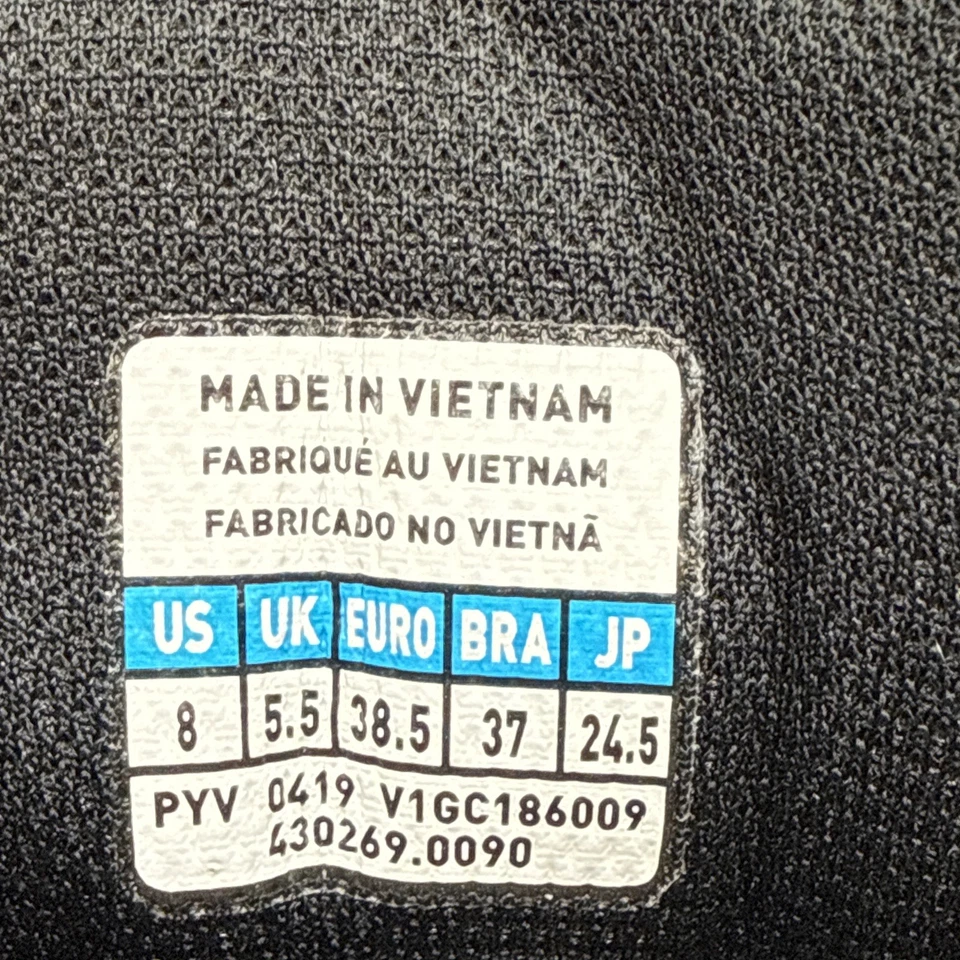 MADE IN VIETNAM
FABRIQUÉ AU VIETNAM
FABRICADO NO VIETNÃ
US UK EURO BRA JP
8 5.5 38.5 37 24.5
PYV 0419 V1GC186009
430269.0090